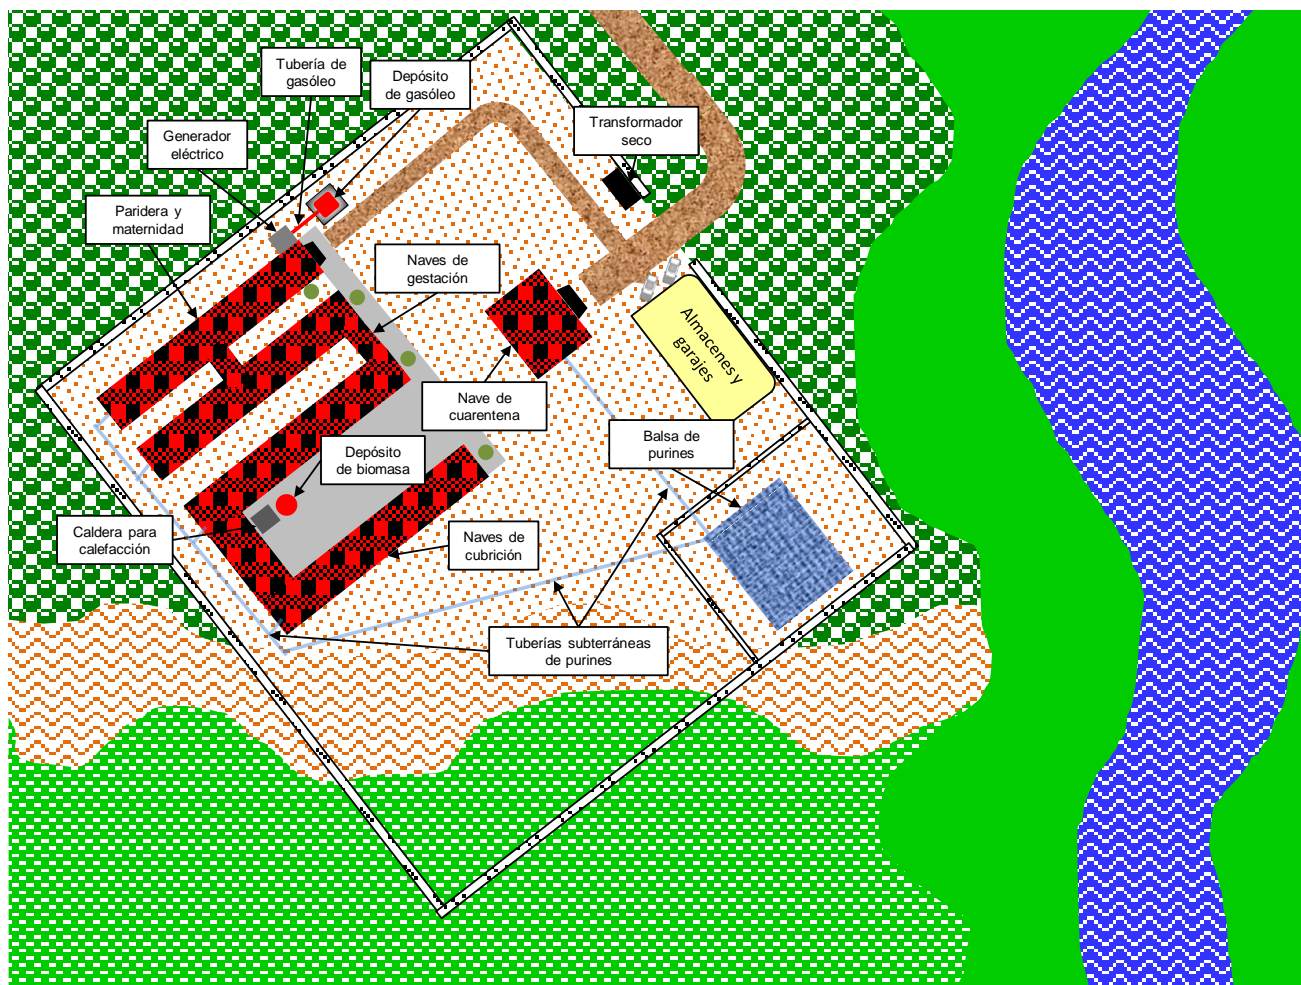 Tubería de
gasóleo
Depósito
de gasóleo
Generador
eléctrico
Transformador
seco
Paridera y
maternidad
Naves de
gestación
Almacenes y
garajes
Nave de
cuarentena
Balsa de
purines
Depósito
de biomasa
Caldera para
calefacción
Naves de
cubrición
Tuberías subterráneas
de purines